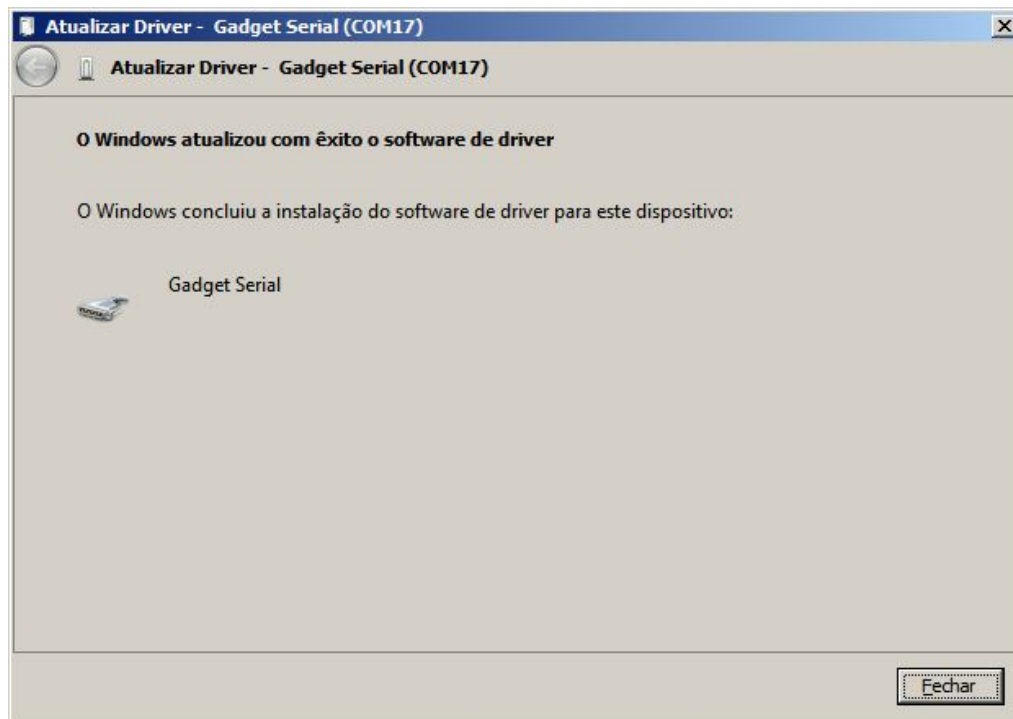 Atualizar Driver - Gadget Serial (COM17)
Atualizar Driver - Gadget Serial (COM17)
O Windows atualizou com êxito o software de driver
O Windows concluiu a instalação do software de driver para este dispositivo:
Gadget Serial
Fechar